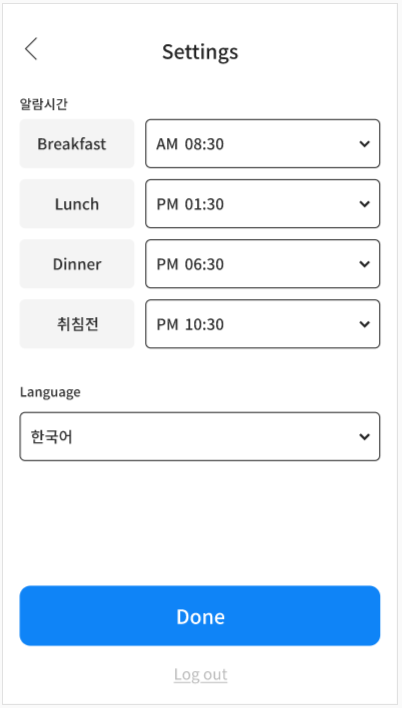 Settings
알람시간
Breakfast AM 08:30
Lunch PM 01:30
Dinner PM 06:30
취침전 PM 10:30
Language
한국어
Done
Log out